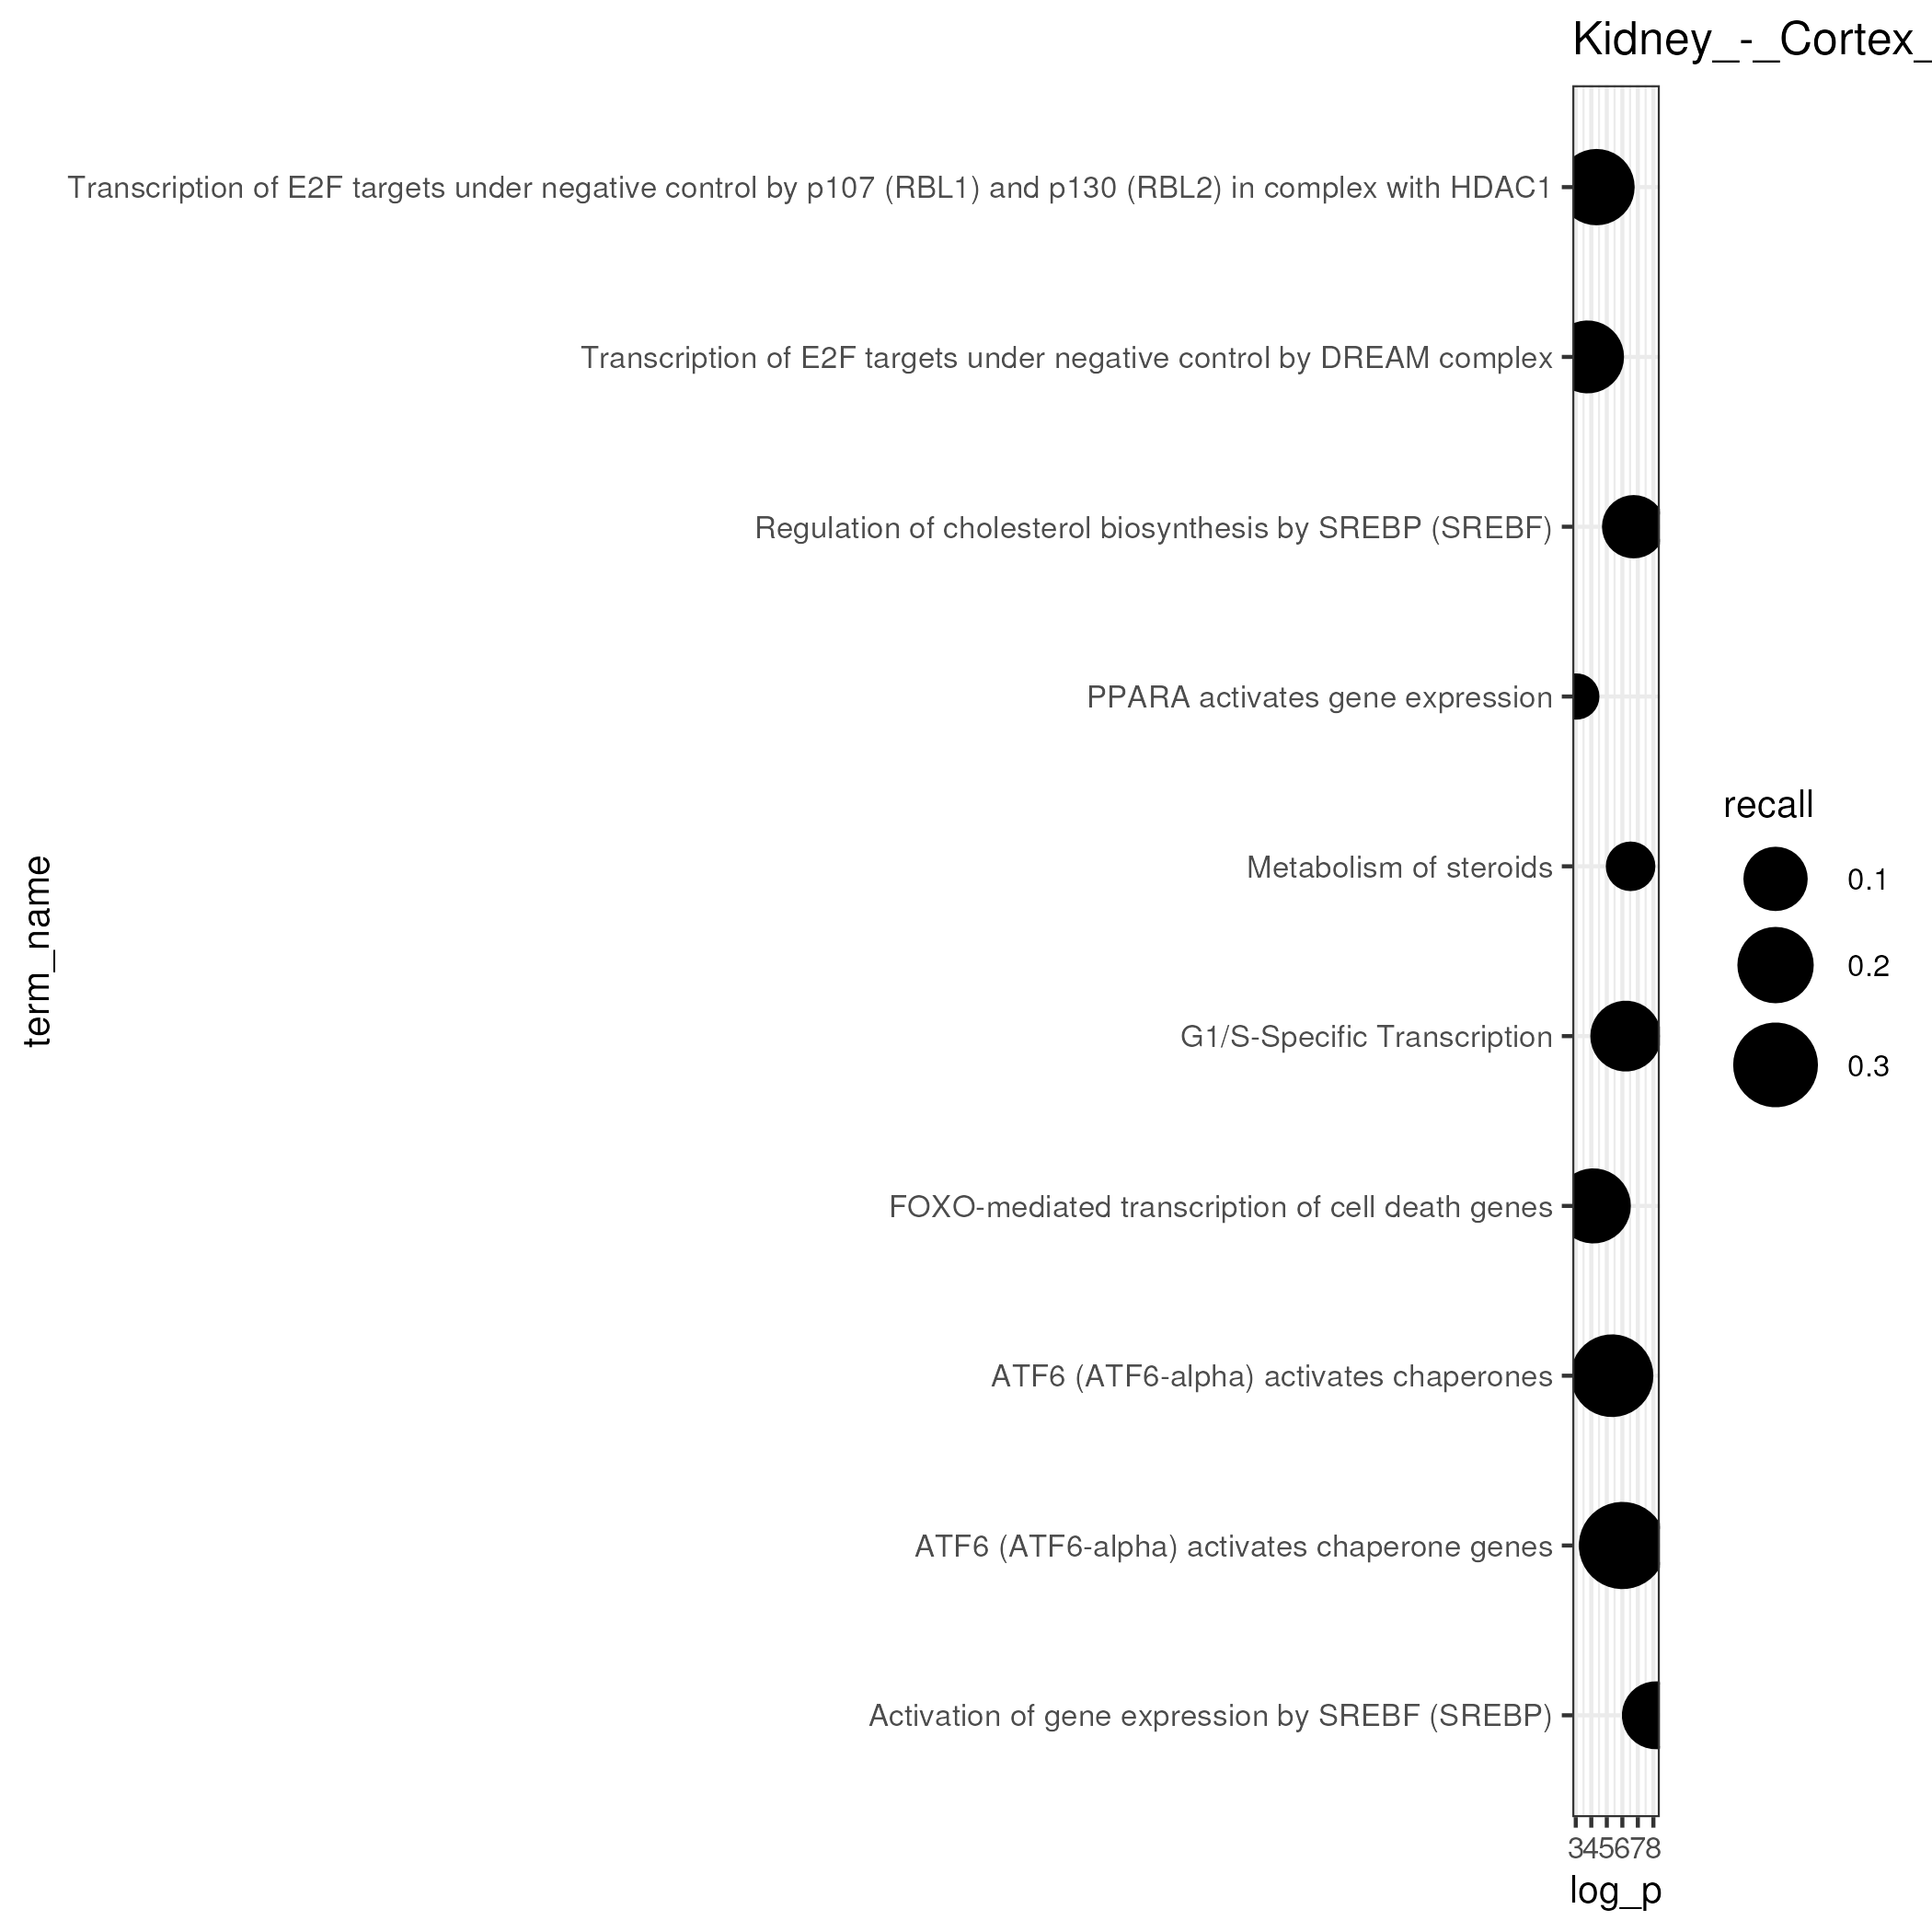 Kidney_-_Cortex_
Transcription of E2F targets under negative control by p107 (RBL1) and p130 (RBL2) in complex with HDAC1
Transcription of E2F targets under negative control by DREAM complex
Regulation of cholesterol biosynthesis by SREBP (SREBF)
PPARA activates gene expression
Metabolism of steroids
G1/S-Specific Transcription
FOXO-mediated transcription of cell death genes
ATF6 (ATF6-alpha) activates chaperones
ATF6 (ATF6-alpha) activates chaperone genes
Activation of gene expression by SREBF (SREBP)
term_name
345678
log_p
recall
0.1
0.2
0.3